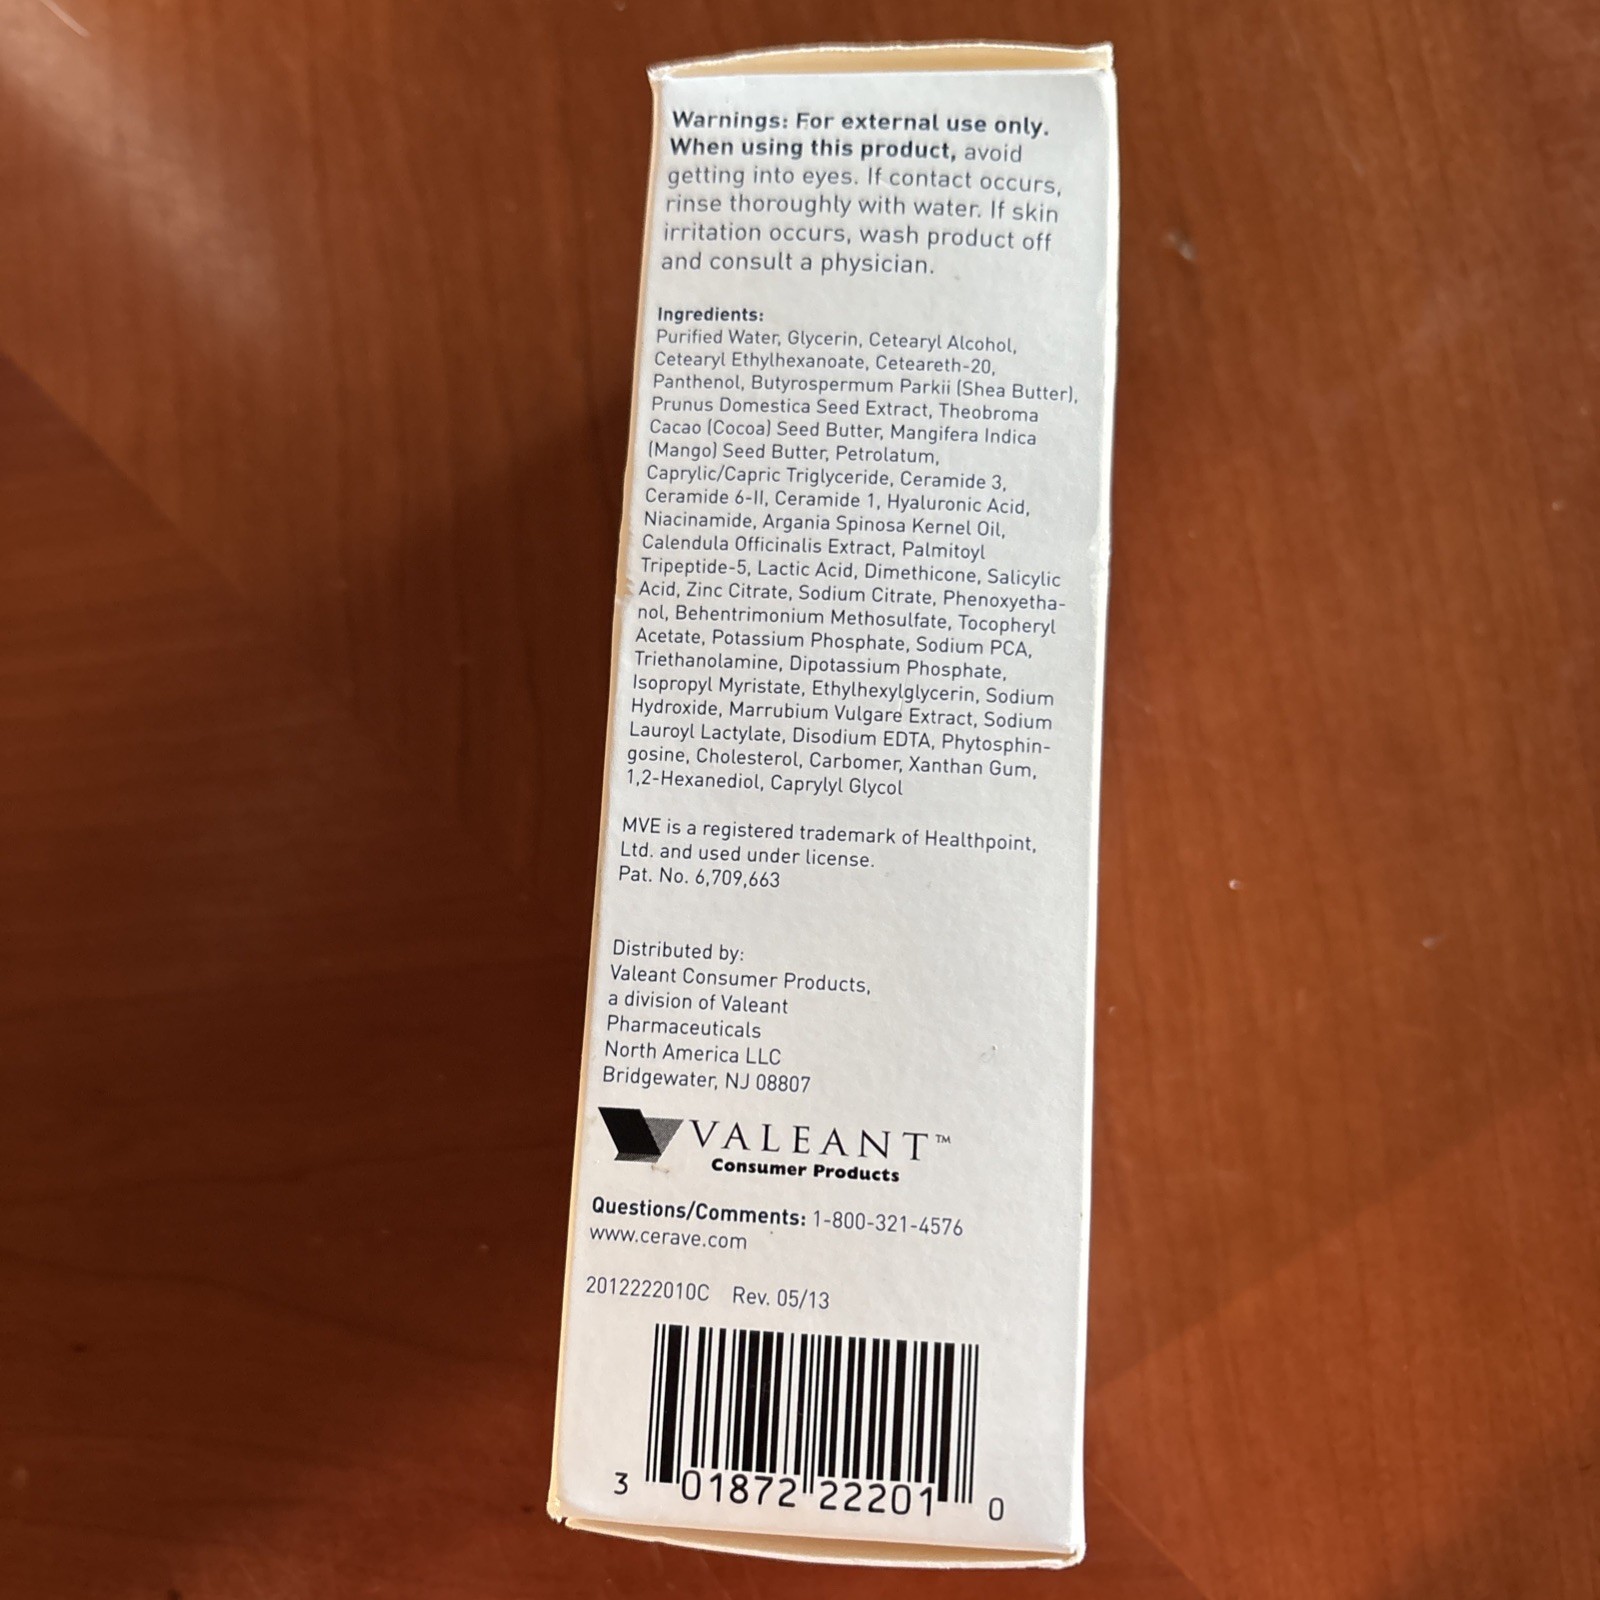 Warnings: For external use only.
When using this product, avoid
getting into eyes. If contact occurs,
rinse thoroughly with water. If skin
irritation occurs, wash product off
and consult a physician.
Ingredients:
Purified Water, Glycerin, Cetearyl Alcohol,
Cetearyl Ethylhexanoate, Ceteareth-20,
Panthenol, Butyrospermum Parkii (Shea Butter),
Prunus Domestica Seed Extract, Theobroma
Cacao (Cocoa) Seed Butter, Mangifera Indica
(Mango) Seed Butter, Petrolatum,
Caprylic/Capric Triglyceride, Ceramide 3,
Ceramide 6-II, Ceramide 1, Hyaluronic Acid,
Niacinamide, Argania Spinosa Kernel Oil,
Calendula Officinalis Extract, Palmitoyl
Tripeptide-5, Lactic Acid, Dimethicone, Salicylic
Acid, Zinc Citrate, Sodium Citrate, Phenoxyetha-
nol, Behentrimonium Methosulfate, Tocopheryl
Acetate, Potassium Phosphate, Sodium PCA,
Triethanolamine, Dipotassium Phosphate,
Isopropyl Myristate, Ethylhexylglycerin, Sodium
Hydroxide, Marrubium Vulgare Extract, Sodium
Lauroyl Lactylate, Disodium EDTA, Phytosphin-
gosine, Cholesterol, Carbomer, Xanthan Gum,
1,2-Hexanediol, Caprylyl Glycol
MVE is a registered trademark of Healthpoint,
Ltd. and used under license.
Pat. No. 6,709,663
Distributed by:
Valeant Consumer Products,
a division of Valeant
Pharmaceuticals
North America LLC
Bridgewater, NJ 08807
VALEANT™
Consumer Products
Questions/Comments: 1-800-321-4576
www.cerave.com
2012222010C Rev. 05/13
3 01872 22201 0